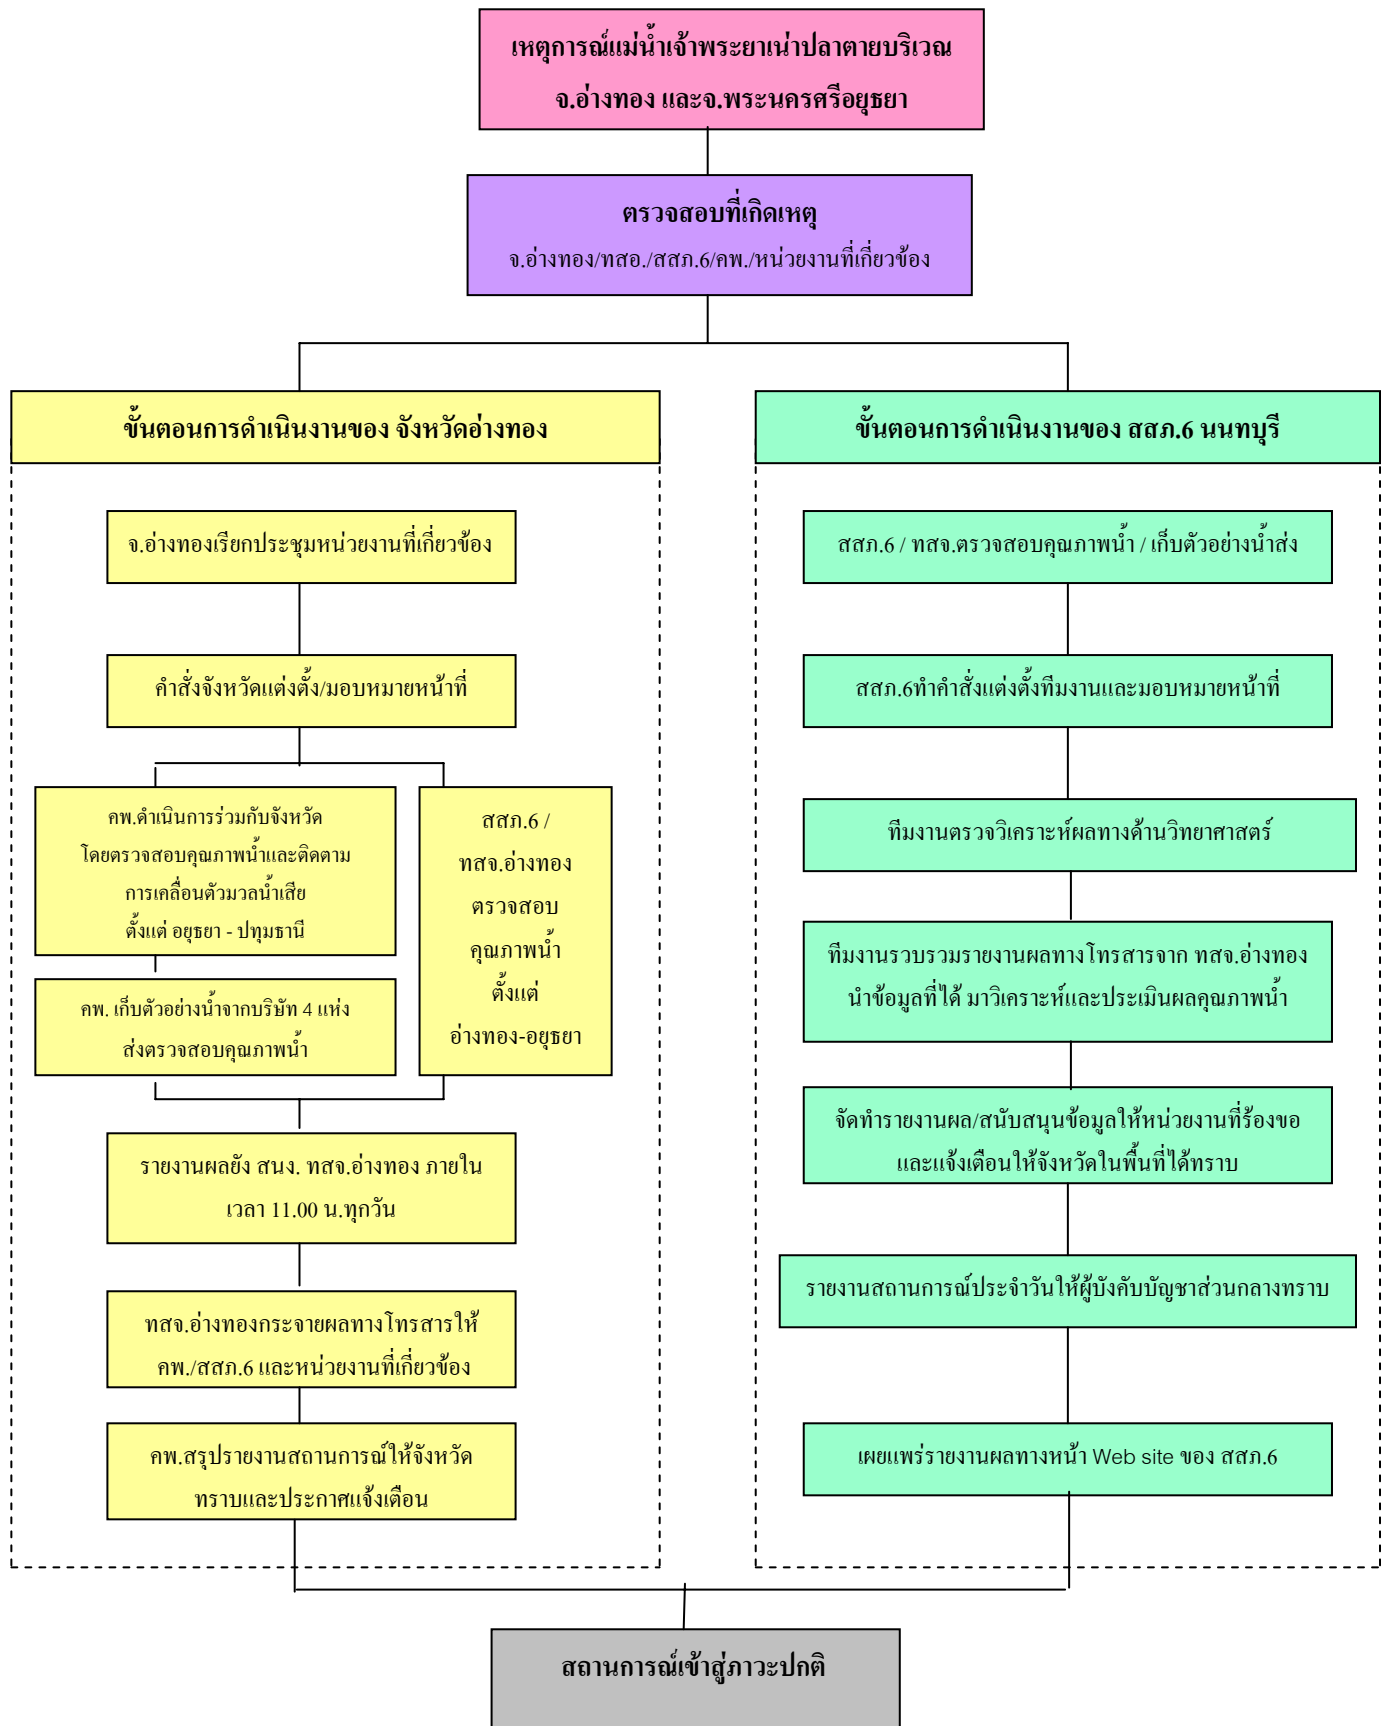 เหตุการณ์แม่น้ำเจ้าพระยาเน่าปลาตายบริเวณ
จ.อ่างทอง และจ.พระนครศรีอยุธยา
ตรวจสอบที่เกิดเหตุ
จ.อ่างทอง/ทสอ./สสภ.6/คพ./หน่วยงานที่เกี่ยวข้อง
ขั้นตอนการดำเนินงานของ จังหวัดอ่างทอง
จ.อ่างทองเรียกประชุมหน่วยงานที่เกี่ยวข้อง
คำสั่งจังหวัดแต่งตั้ง/มอบหมายหน้าที่
คพ.ดำเนินการร่วมกับจังหวัด
โดยตรวจสอบคุณภาพน้ำและติดตาม
การเคลื่อนตัวมวลน้ำเสีย
ตั้งแต่ อยุธยา - ปทุมธานี
คพ. เก็บตัวอย่างน้ำจากบริษัท 4 แห่ง
ส่งตรวจสอบคุณภาพน้ำ
สสภ.6 /
ทสจ.อ่างทอง
ตรวจสอบ
คุณภาพน้ำ
ตั้งแต่
อ่างทอง-อยุธยา
รายงานผลยัง สนง. ทสจ.อ่างทอง ภายใน
เวลา 11.00 น.ทุกวัน
ทสจ.อ่างทองกระจายผลทางโทรสารให้
คพ./สสภ.6 และหน่วยงานที่เกี่ยวข้อง
คพ.สรุปรายงานสถานการณ์ให้จังหวัด
ทราบและประกาศแจ้งเตือน
ขั้นตอนการดำเนินงานของ สสภ.6 นนทบุรี
สสภ.6 / ทสจ.ตรวจสอบคุณภาพน้ำ / เก็บตัวอย่างน้ำส่ง
สสภ.6ทำคำสั่งแต่งตั้งทีมงานและมอบหมายหน้าที่
ทีมงานตรวจวิเคราะห์ผลทางด้านวิทยาศาสตร์
ทีมงานรวบรวมรายงานผลทางโทรสารจาก ทสจ.อ่างทอง
นำข้อมูลที่ได้ มาวิเคราะห์และประเมินผลคุณภาพน้ำ
จัดทำรายงานผล/สนับสนุนข้อมูลให้หน่วยงานที่ร้องขอ
และแจ้งเตือนให้จังหวัดในพื้นที่ได้ทราบ
รายงานสถานการณ์ประจำวันให้ผู้บังคับบัญชาส่วนกลางทราบ
เผยแพร่รายงานผลทางหน้า Web site ของ สสภ.6
สถานการณ์เข้าสู่ภาวะปกติ